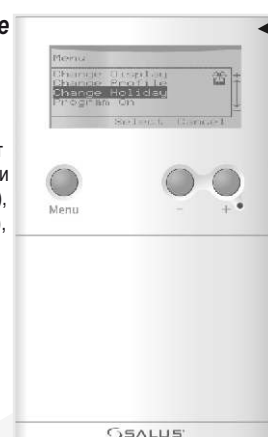 е
Menu
Change Display
Change Profile
Change Holiday
Program On
Select Cancel
т
и
),
),
Menu - +
SALUS